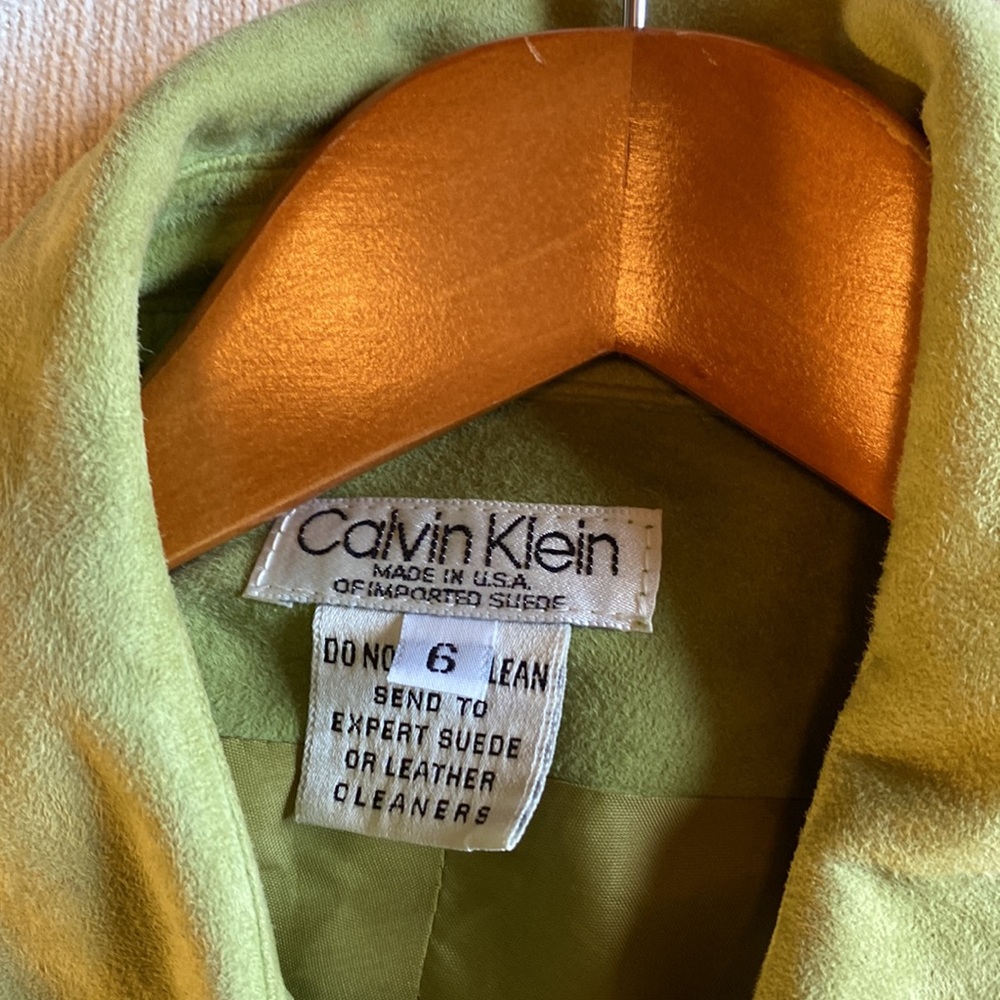 Calvin Klein
MADE IN U.S.A.
OF IMPORTED SUEDE
6
DO NO LEAN
SEND TO
EXPERT SUEDE
OR LEATHER
CLEANERS